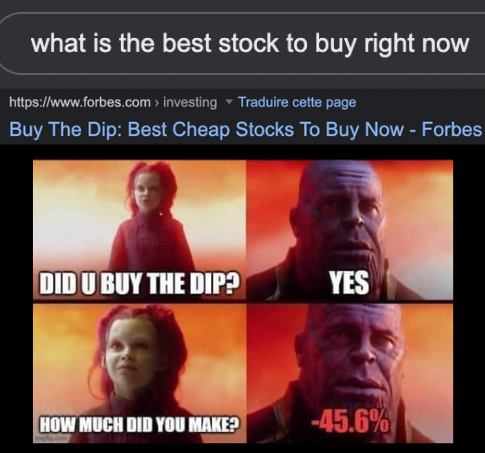 what is the best stock to buy right now
https://www.forbes.com › investing ▾ Traduire cette page
Buy The Dip: Best Cheap Stocks To Buy Now - Forbes
DID U BUY THE DIP?
YES
HOW MUCH DID YOU MAKE?
-45.6%
imgflip.com